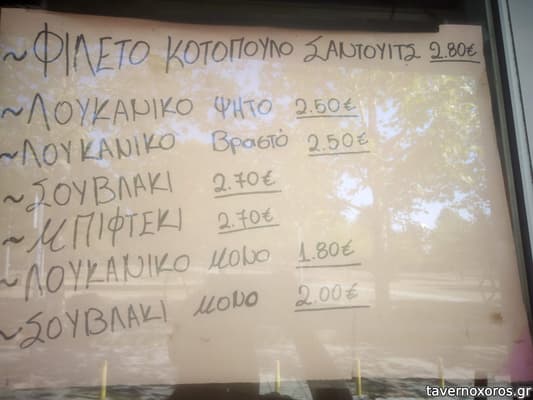 ~ΦΙΛΕΤΟ ΚΟΤΟΠΟΥΛΟ ΣΑΝΤΟΥΙΤΣ 2.80€
~ΛΟΥΚΑΝΙΚΟ ΨΗΤΟ 2.50€
~ΛΟΥΚΑΝΙΚΟ Βραστό 2.50€
~ΣΟΥΒΛΑΚΙ 2.70€
~ΜΠΙΦΤΕΚΙ 2.70€
~ΛΟΥΚΑΝΙΚΟ ΜΟΝΟ 1.80€
~ΣΟΥΒΛΑΚΙ ΜΟΝΟ 2.00€
tavernoxoros.gr